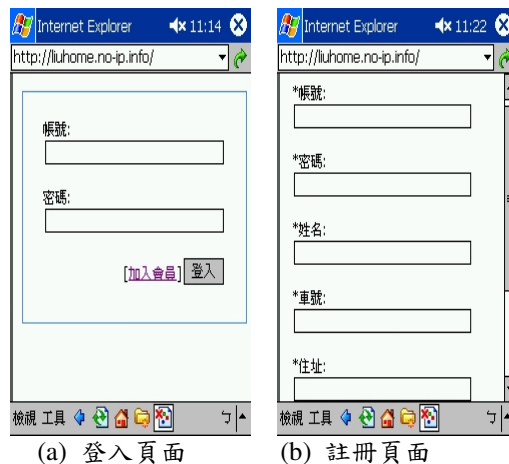 Internet Explorer 11:14
http://liuhome.no-ip.info/
帳號:
密碼:
[加入會員] 登入
檢視 工具 ㄅ
(a) 登入頁面
Internet Explorer 11:22
http://liuhome.no-ip.info/
*帳號:
*密碼:
*姓名:
*車號:
*住址:
檢視 工具 ㄅ
(b) 註冊頁面